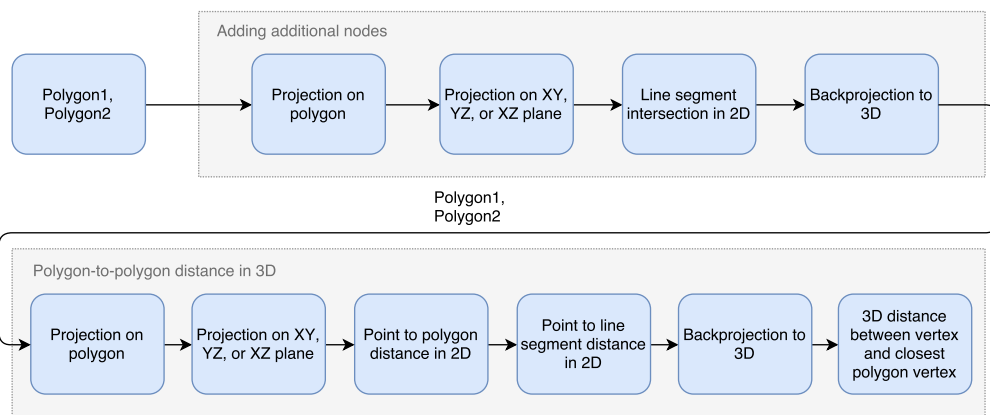 Adding additional nodes
Polygon1,
Polygon2
Projection on
polygon
Projection on XY,
YZ, or XZ plane
Line segment
intersection in 2D
Backprojection to
3D
Polygon1,
Polygon2
Polygon-to-polygon distance in 3D
Projection on
polygon
Projection on XY,
YZ, or XZ plane
Point to polygon
distance in 2D
Point to line
segment distance
in 2D
Backprojection to
3D
3D distance
between vertex
and closest
polygon vertex